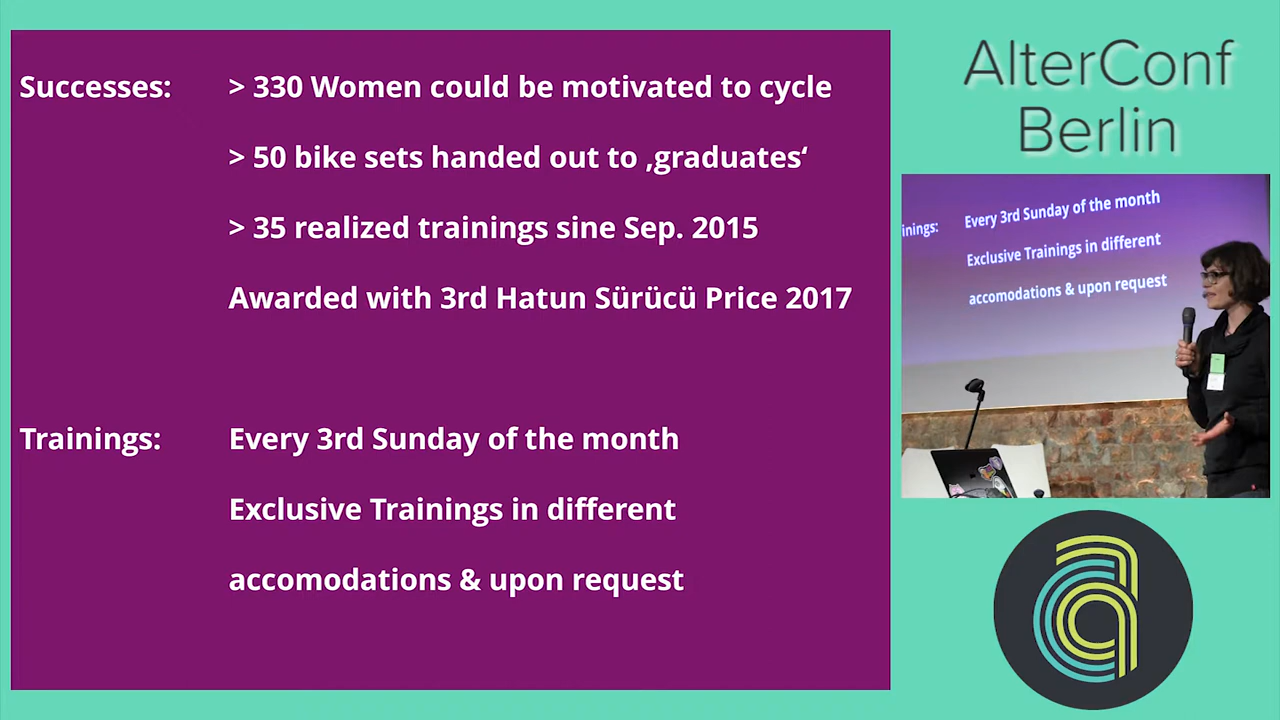 Successes: > 330 Women could be motivated to cycle
> 50 bike sets handed out to ‚graduates‘
> 35 realized trainings sine Sep. 2015
Awarded with 3rd Hatun Sürücü Price 2017
Trainings: Every 3rd Sunday of the month
Exclusive Trainings in different
accomodations & upon request
AlterConf
Berlin
inings: Every 3rd Sunday of the month
Exclusive Trainings in different
accomodations & upon request